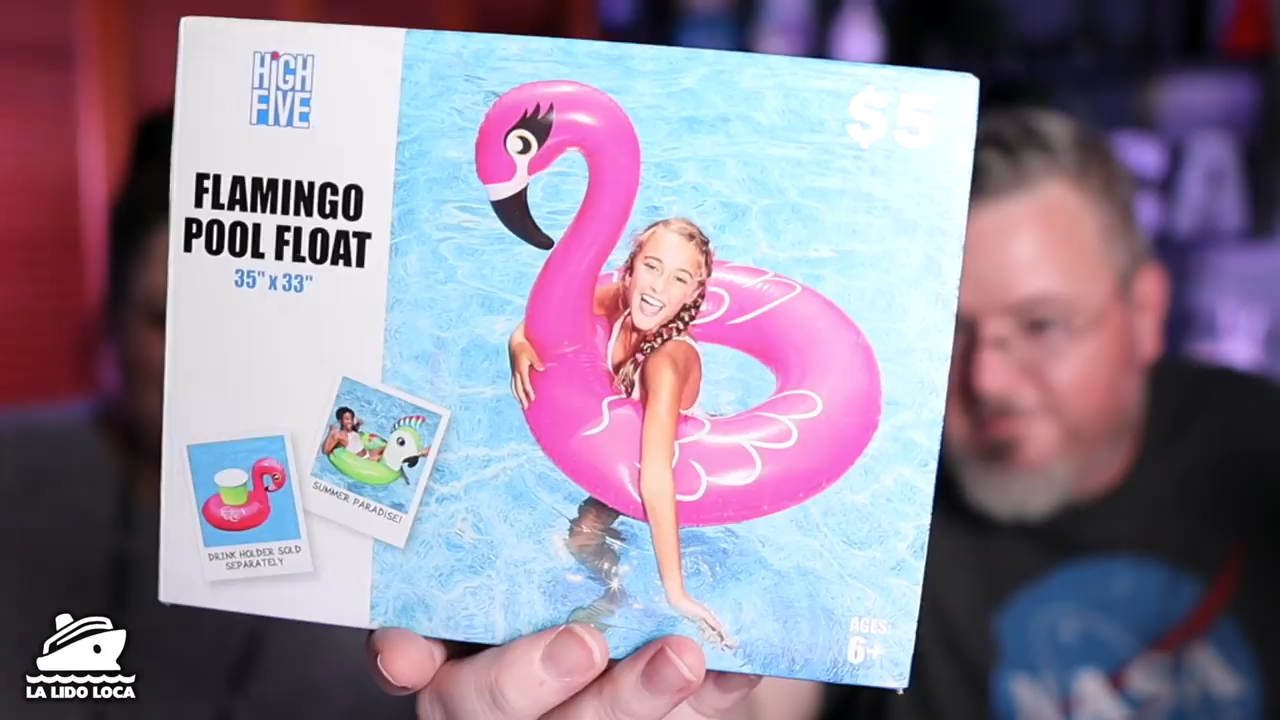 HIGH
FIVE
$5
FLAMINGO
POOL FLOAT
35" x 33"
SUMMER PARADISE!
DRINK HOLDER SOLD
SEPARATELY
AGES:
6+
NASA
LA LIDO LOCA